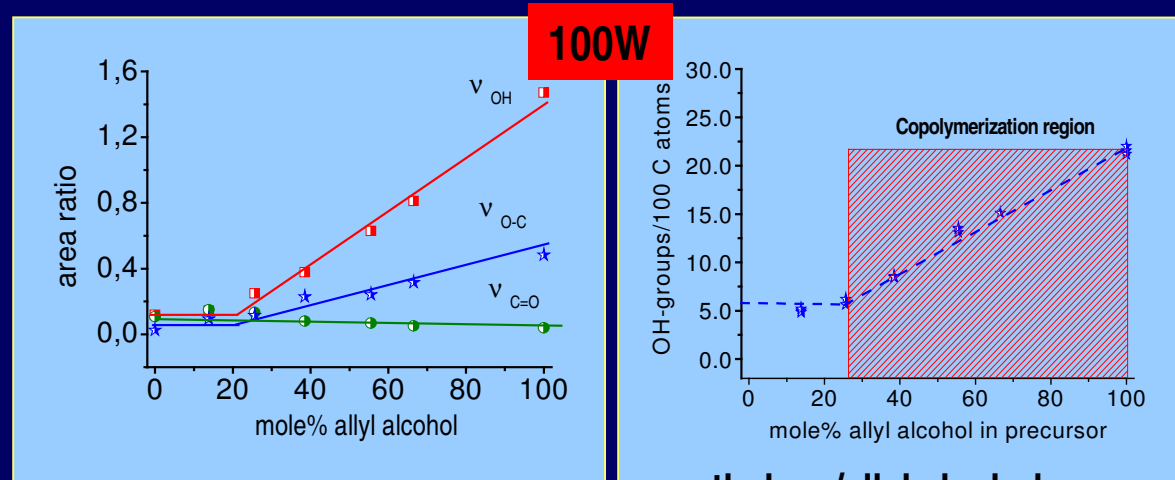 100W
1,6
1,2
0,8
0,4
0,0
area ratio
ν OH
ν O-C
ν C=O
0 20 40 60 80 100
mole% allyl alcohol
30.0
25.0
20.0
15.0
10.0
5.0
0.0
OH-groups/100 C atoms
Copolymerization region
0 20 40 60 80 100
mole% allyl alcohol in precursor